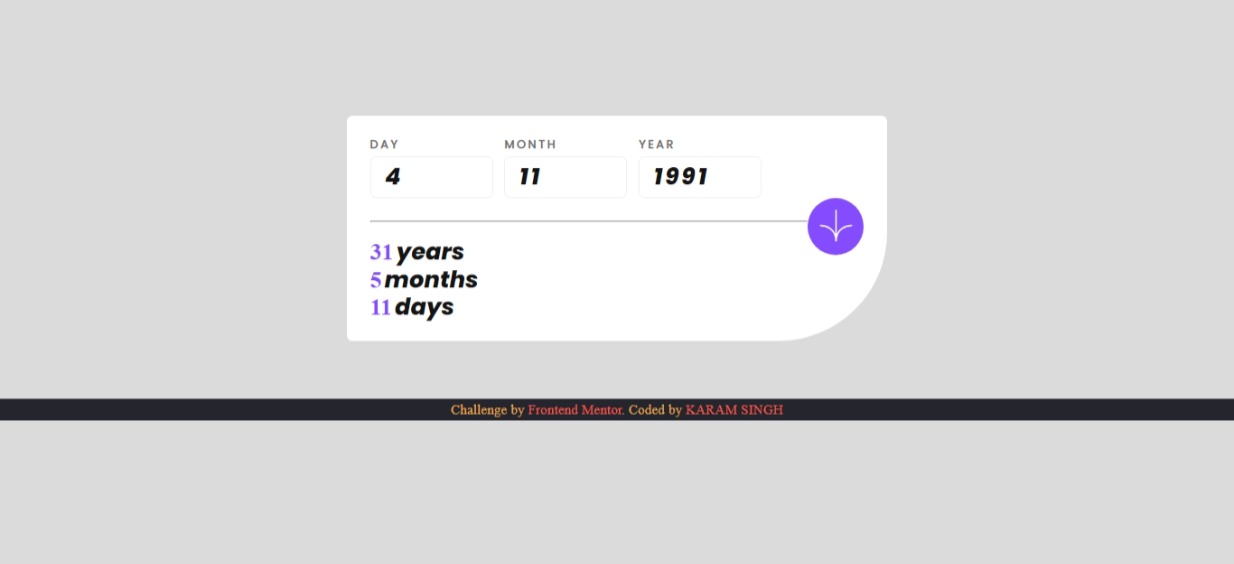 DAY MONTH YEAR
4 11 1991
31 years
5 months
11 days
Challenge by Frontend Mentor. Coded by KARAM SINGH